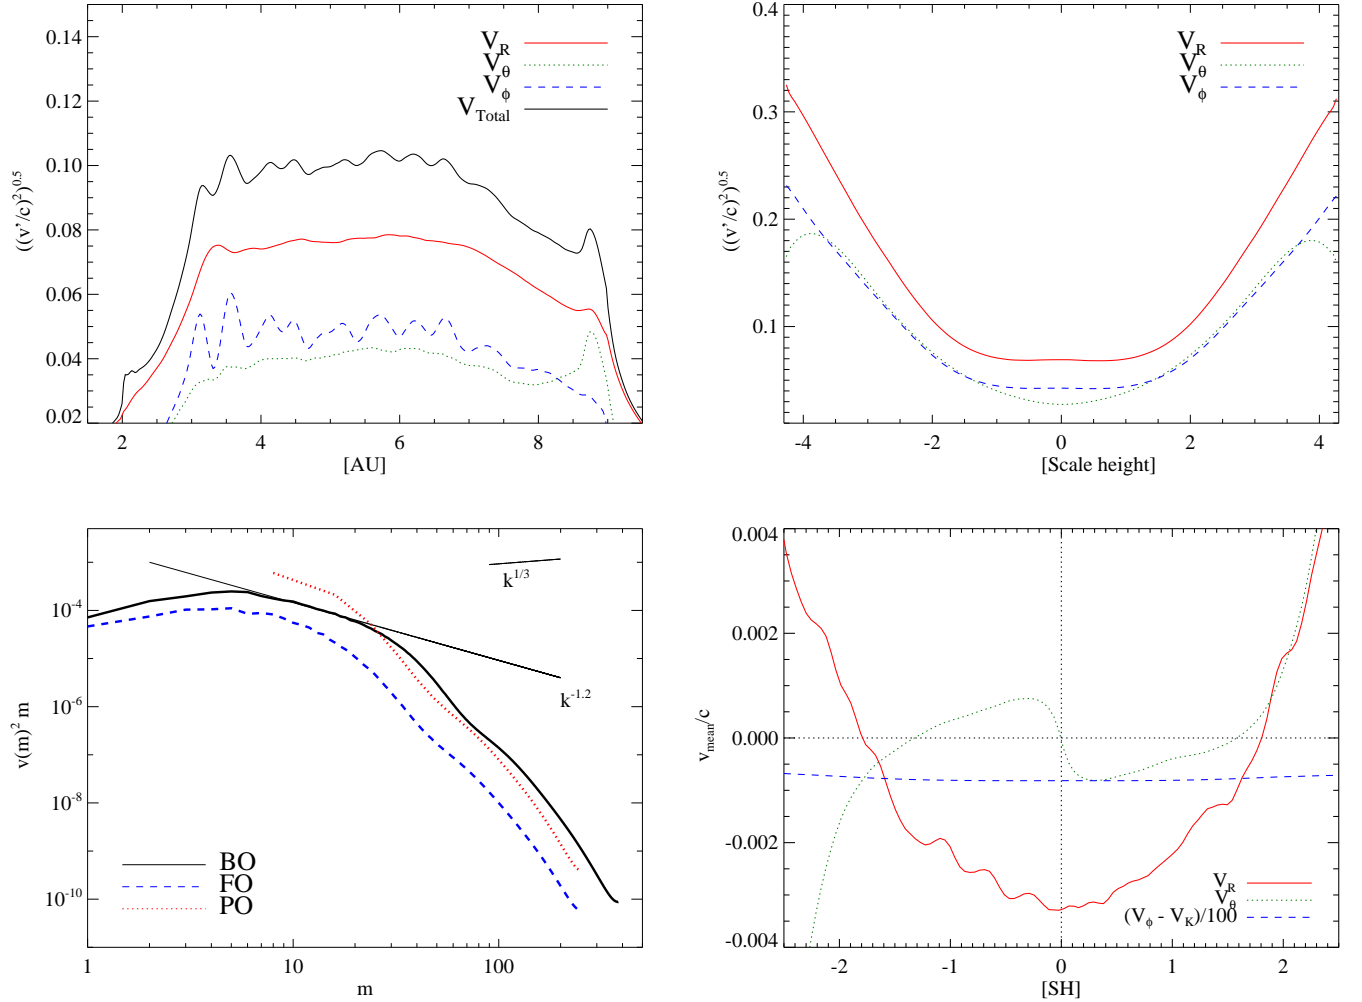 0.14
0.12
0.10
0.08
0.06
0.04
0.02
((v'/c)²)^0.5
V_R
V_θ
V_ϕ
V_Total
2 4 6 8
[AU]
0.4
0.3
0.2
0.1
((v'/c)²)^0.5
V_R
V_θ
V_ϕ
-4 -2 0 2 4
[Scale height]
10^-4
10^-6
10^-8
10^-10
v(m)² m
k^1/3
k^-1.2
BO
FO
PO
1 10 100
m
0.004
0.002
0.000
-0.002
-0.004
v_mean/c
V_R
V_θ
(V_ϕ - V_K)/100
-2 -1 0 1 2
[SH]